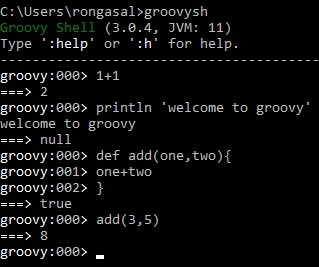 C:\Users\rongasal>groovysh
Groovy Shell (3.0.4, JVM: 11)
Type ':help' or ':h' for help.
-------------------------------------------
groovy:000> 1+1
===> 2
groovy:000> println 'welcome to groovy'
welcome to groovy
===> null
groovy:000> def add(one,two){
groovy:001> one+two
groovy:002> }
===> true
groovy:000> add(3,5)
===> 8
groovy:000>